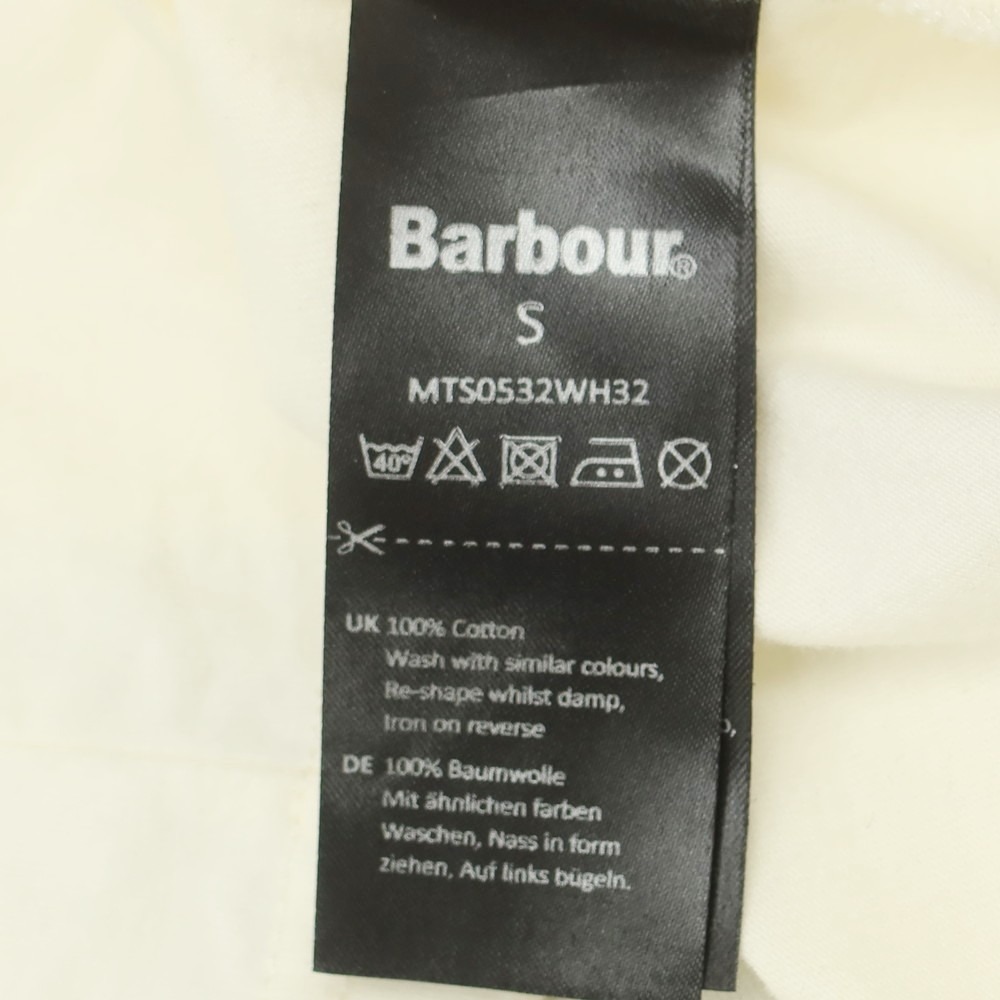 Barbour®
S
MTS0532WH32
40°
UK 100% Cotton
Wash with similar colours,
Re-shape whilst damp,
Iron on reverse
DE 100% Baumwolle
Mit ähnlichen farben
Waschen, Nass in form
ziehen, Auf links bügeln.